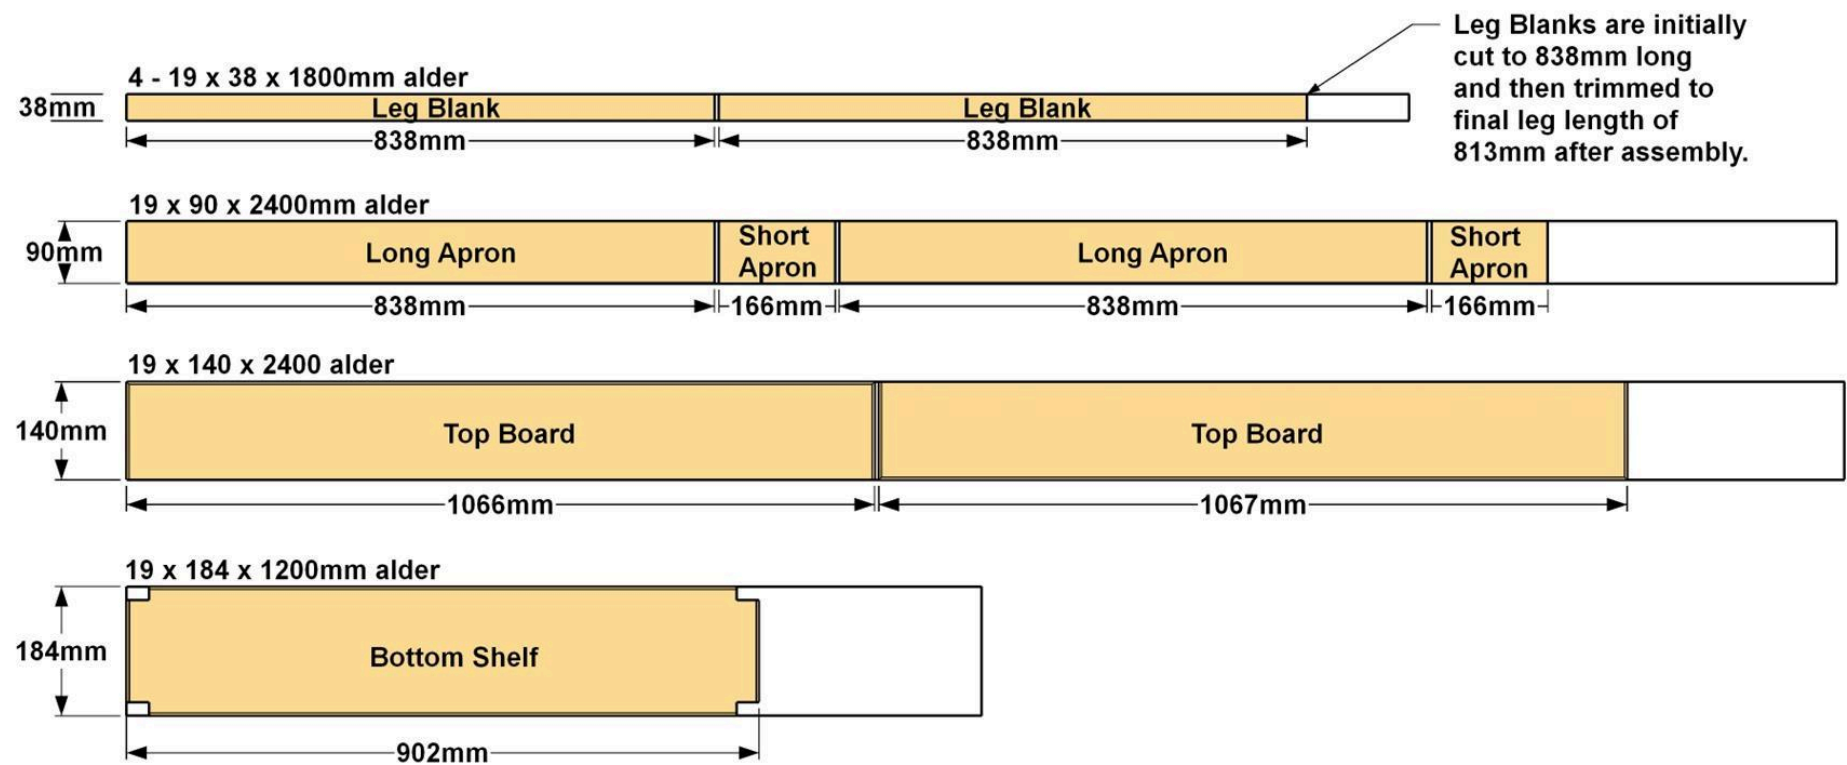 4 - 19 x 38 x 1800mm alder
38mm
Leg Blank
Leg Blank
838mm
838mm
Leg Blanks are initially
cut to 838mm long
and then trimmed to
final leg length of
813mm after assembly.
19 x 90 x 2400mm alder
90mm
Long Apron
Short
Apron
Long Apron
Short
Apron
838mm
166mm
838mm
166mm
19 x 140 x 2400 alder
140mm
Top Board
Top Board
1066mm
1067mm
19 x 184 x 1200mm alder
184mm
Bottom Shelf
902mm